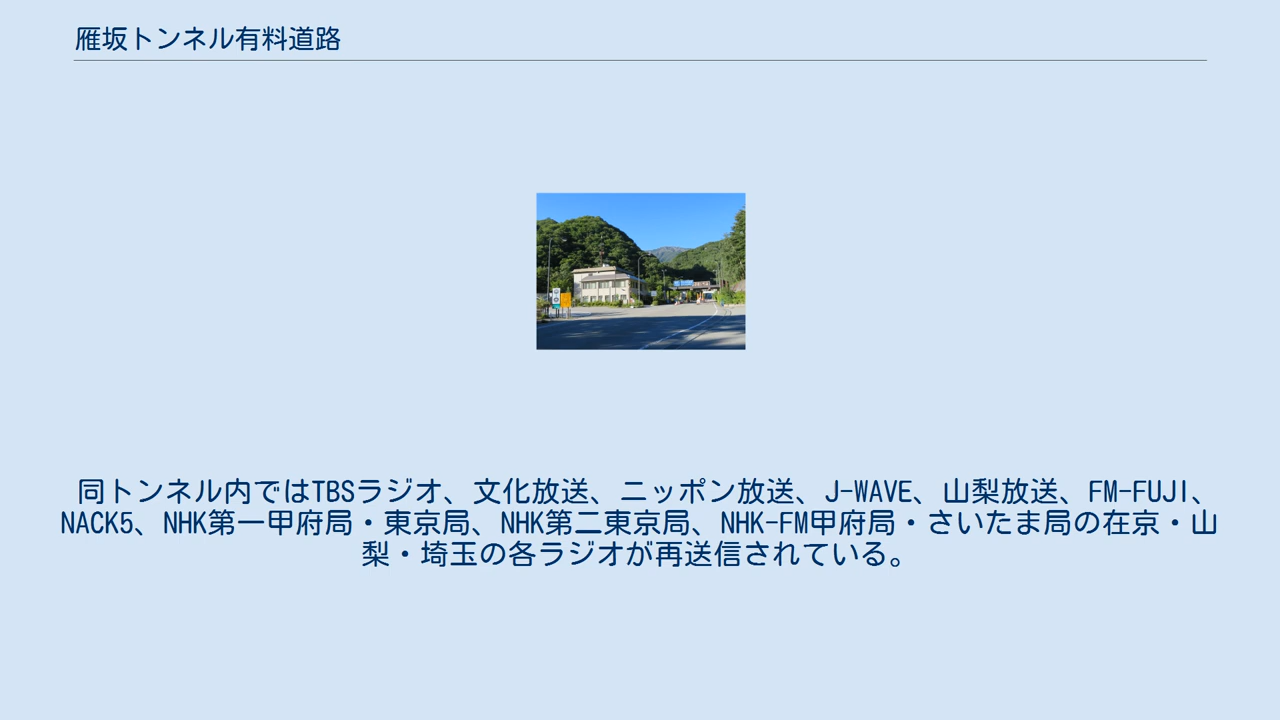 雁坂トンネル有料道路
同トンネル内ではTBSラジオ、文化放送、ニッポン放送、J-WAVE、山梨放送、FM-FUJI、
NACK5、NHK第一甲府局・東京局、NHK第二東京局、NHK-FM甲府局・さいたま局の在京・山
梨・埼玉の各ラジオが再送信されている。